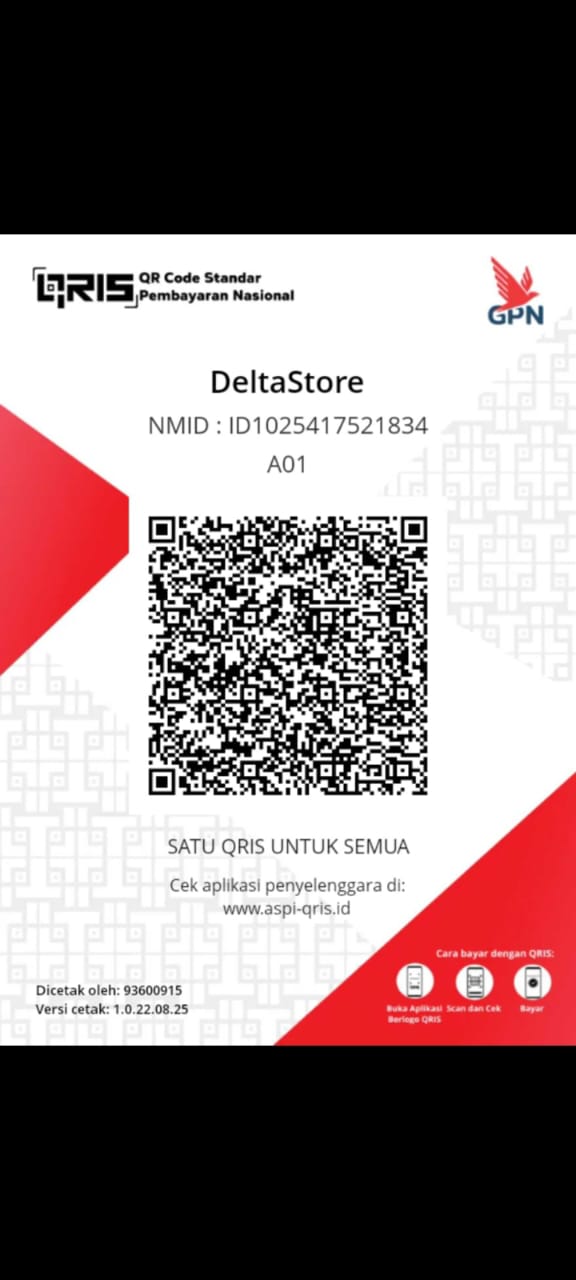 QRIS QR Code Standar
Pembayaran Nasional
GPN
DeltaStore
NMID : ID1025417521834
A01
SATU QRIS UNTUK SEMUA
Cek aplikasi penyelenggara di:
www.aspi-qris.id
Cara bayar dengan QRIS:
Buka Aplikasi Berlogo QRIS
Scan dan Cek
Bayar
Dicetak oleh: 93600915
Versi cetak: 1.0.22.08.25